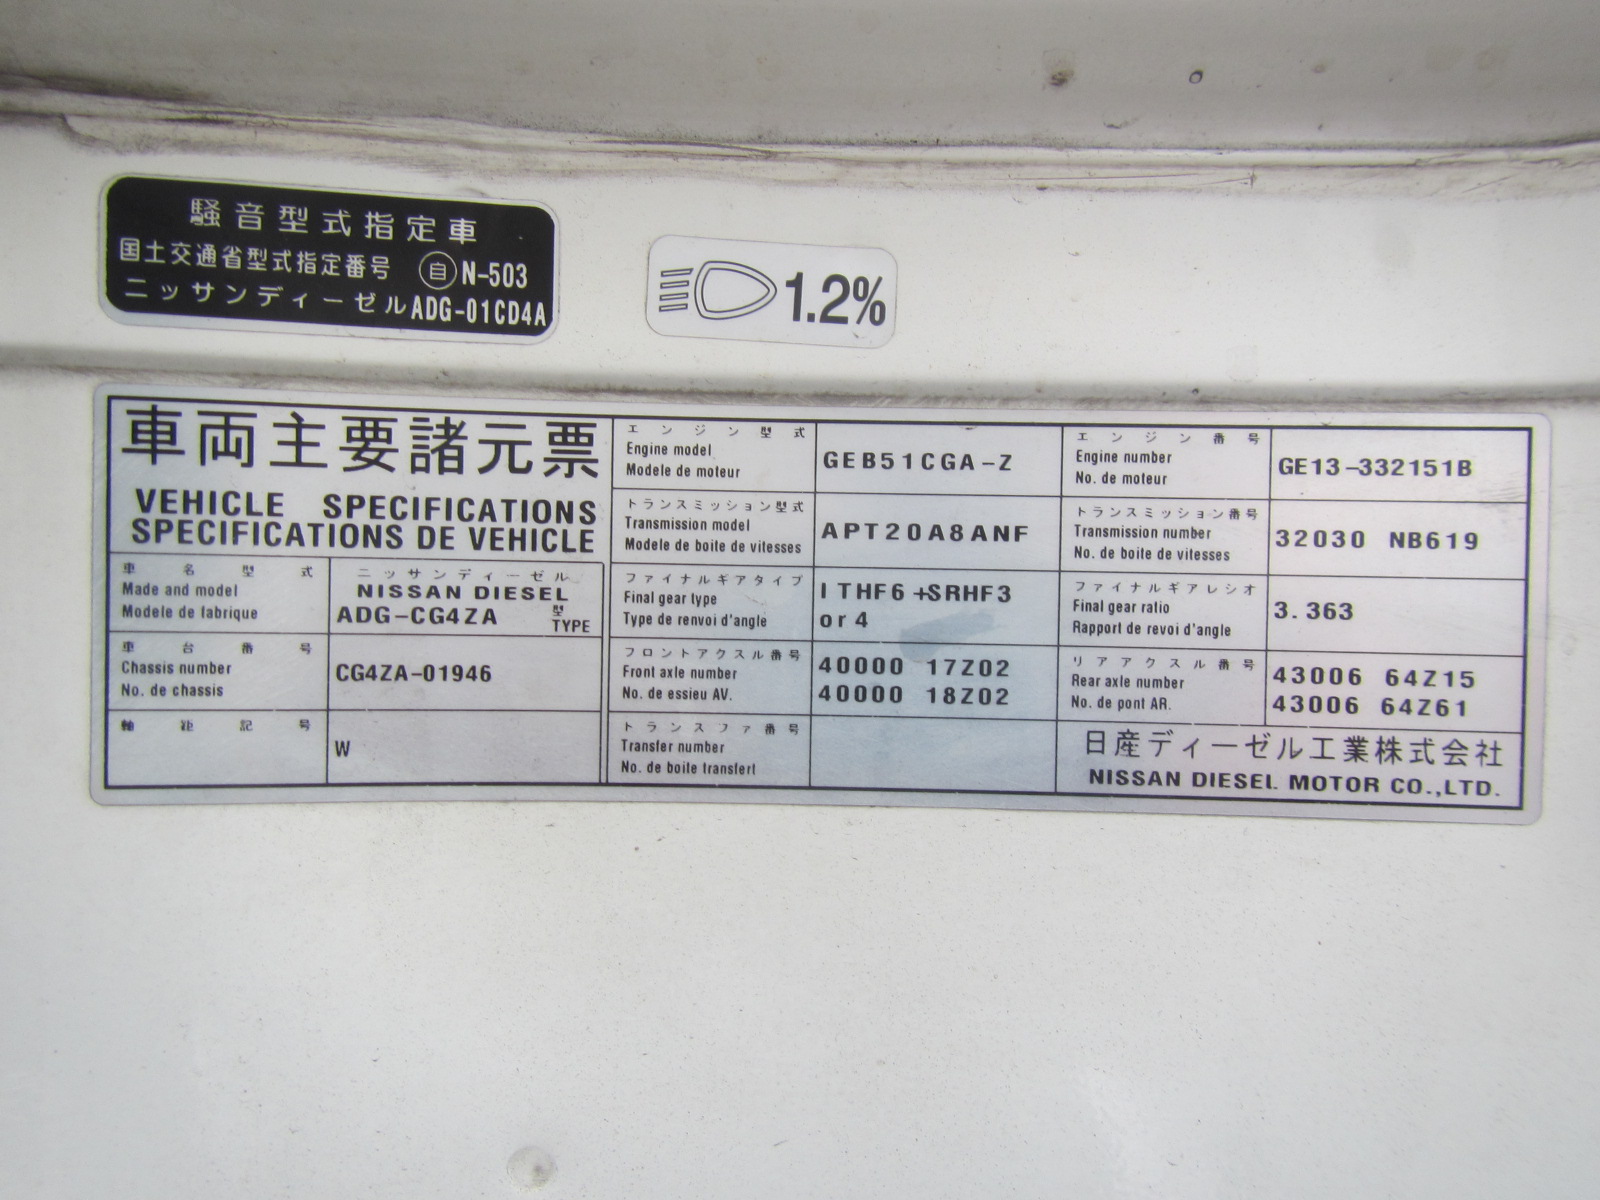 騒音型式指定車
国土交通省型式指定番号 自 N-503
ニッサンディーゼルADG-01CD4A
1.2%
車両主要諸元票
VEHICLE SPECIFICATIONS
SPECIFICATIONS DE VEHICLE
車名型式
Made and model
Modele de fabrique
ニッサンディーゼル
NISSAN DIESEL
ADG-CG4ZA 型
TYPE
車台番号
Chassis number
No. de chassis
CG4ZA-01946
軸距記号
W
エンジン型式
Engine model
Modele de moteur
GEB51CGA-Z
エンジン番号
Engine number
No. de moteur
GE13-332151B
トランスミッション型式
Transmission model
Modele de boite de vitesses
APT20A8ANF
トランスミッション番号
Transmission number
No. de boite de vitesses
32030 NB619
ファイナルギアタイプ
Final gear type
Type de renvoi d'angle
ITHF6+SRHF3
or4
ファイナルギアレシオ
Final gear ratio
Rapport de revoi d'angle
3.363
フロントアクスル番号
Front axle number
No. de essieu AV.
40000 17Z02
40000 18Z02
リアアクスル番号
Rear axle number
No. de pont AR.
43006 64Z15
43006 64Z61
トランスファ番号
Transfer number
No. de boite transfert
日産ディーゼル工業株式会社
NISSAN DIESEL MOTOR CO.,LTD.